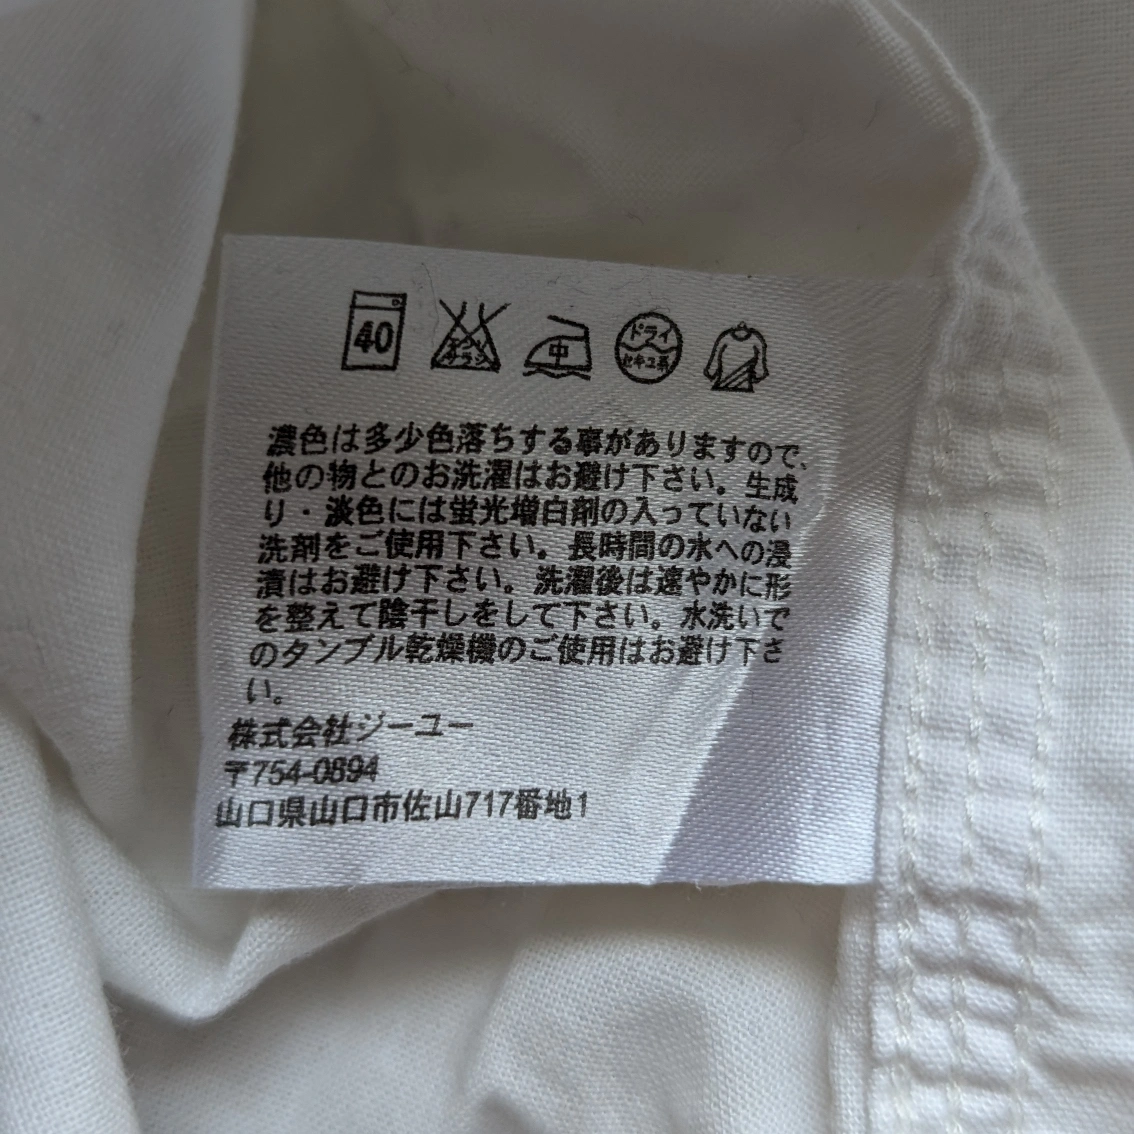 40
エンソ
サラシ
中
ドライ
セキユ系
濃色は多少色落ちする事がありますので、
他の物とのお洗濯はお避け下さい。生成
り・淡色には蛍光増白剤の入っていない
洗剤をご使用下さい。長時間の水への浸
漬はお避け下さい。洗濯後は速やかに形
を整えて陰干しをして下さい。水洗いで
のタンブル乾燥機のご使用はお避け下さ
い。
株式会社ジーユー
〒754-0894
山口県山口市佐山717番地1